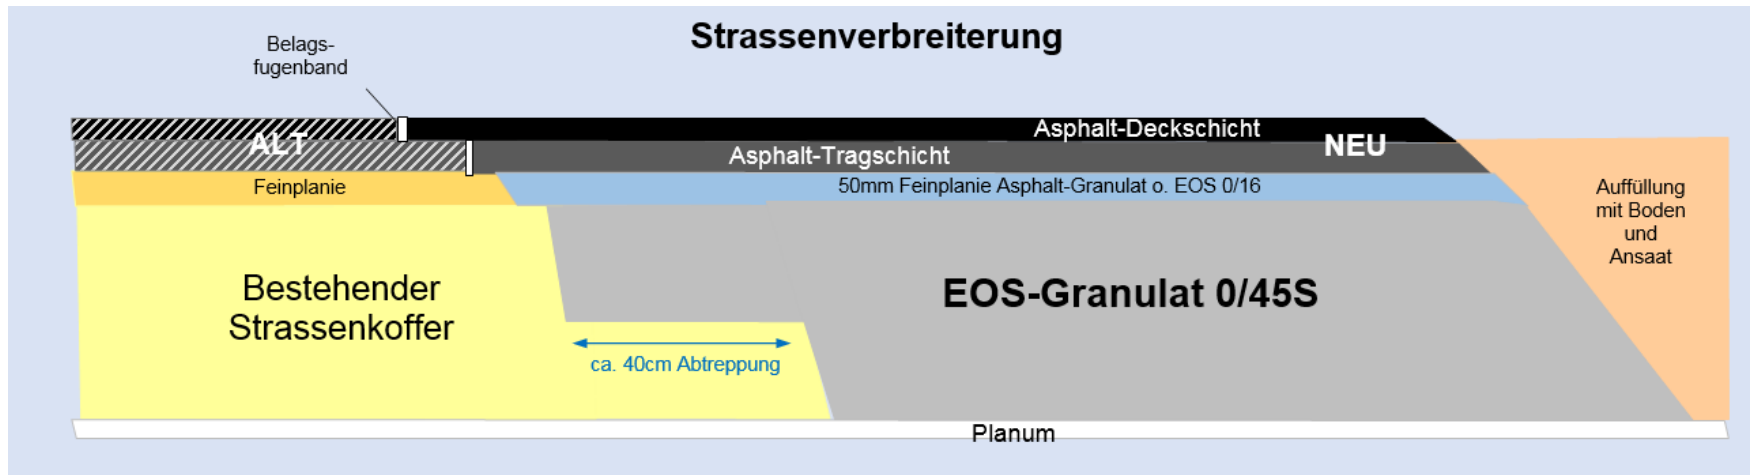 Strassenverbreiterung
Belags-
fugenband
Asphalt-Deckschicht
ALT
NEU
Asphalt-Tragschicht
Feinplanie
50mm Feinplanie Asphalt-Granulat o. EOS 0/16
Auffüllung
mit Boden
und
Ansaat
Bestehender
Strassenkoffer
EOS-Granulat 0/45S
ca. 40cm Abtreppung
Planum